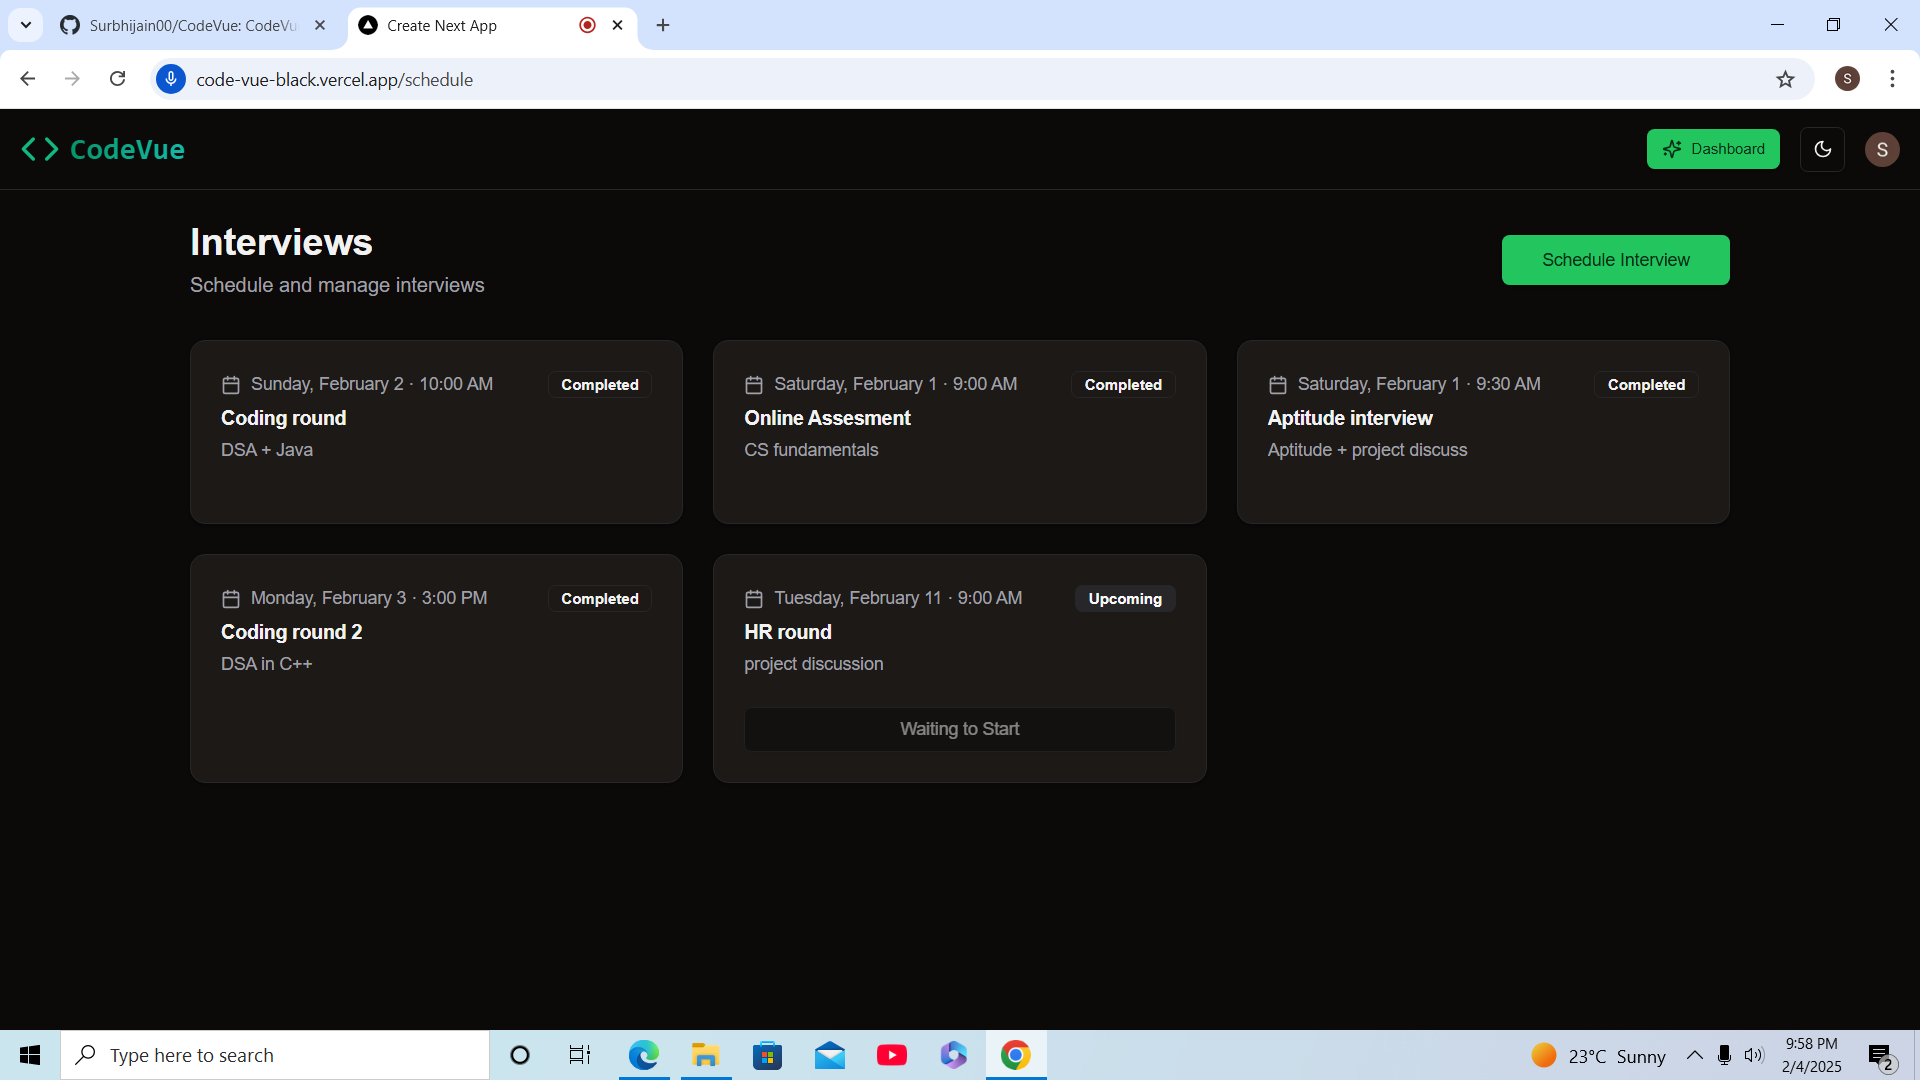 Surbhijain00/CodeVue: CodeVu
Create Next App
code-vue-black.vercel.app/schedule
S
CodeVue
Dashboard
S
Interviews
Schedule and manage interviews
Schedule Interview
Sunday, February 2 · 10:00 AM
Completed
Coding round
DSA + Java
Saturday, February 1 · 9:00 AM
Completed
Online Assesment
CS fundamentals
Saturday, February 1 · 9:30 AM
Completed
Aptitude interview
Aptitude + project discuss
Monday, February 3 · 3:00 PM
Completed
Coding round 2
DSA in C++
Tuesday, February 11 · 9:00 AM
Upcoming
HR round
project discussion
Waiting to Start
Type here to search
23°C Sunny
9:58 PM
2/4/2025
2